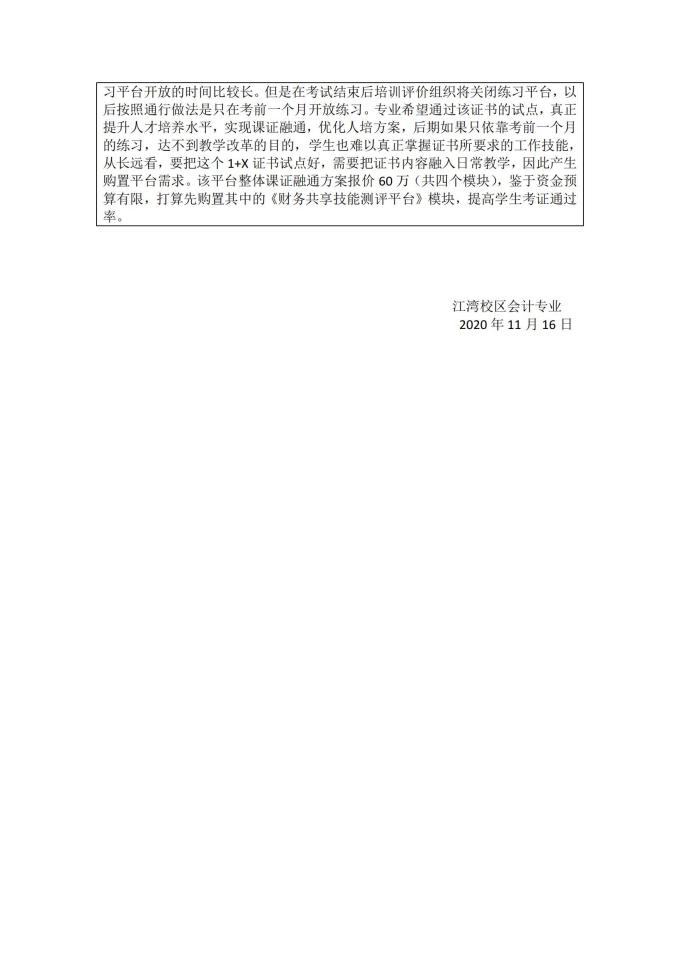 习平台开放的时间比较长。但是在考试结束后培训评价组织将关闭练习平台，以
后按照通行做法是只在考前一个月开放练习。专业希望通过该证书的试点，真正
提升人才培养水平，实现课证融通，优化人培方案，后期如果只依靠考前一个月
的练习，达不到教学改革的目的，学生也难以真正掌握证书所要求的工作技能，
从长远看，要把这个 1+X 证书试点好，需要把证书内容融入日常教学，因此产生
购置平台需求。该平台整体课证融通方案报价 60 万（共四个模块），鉴于资金预
算有限，打算先购置其中的《财务共享技能测评平台》模块，提高学生考证通过
率。
江湾校区会计专业
2020 年 11 月 16 日